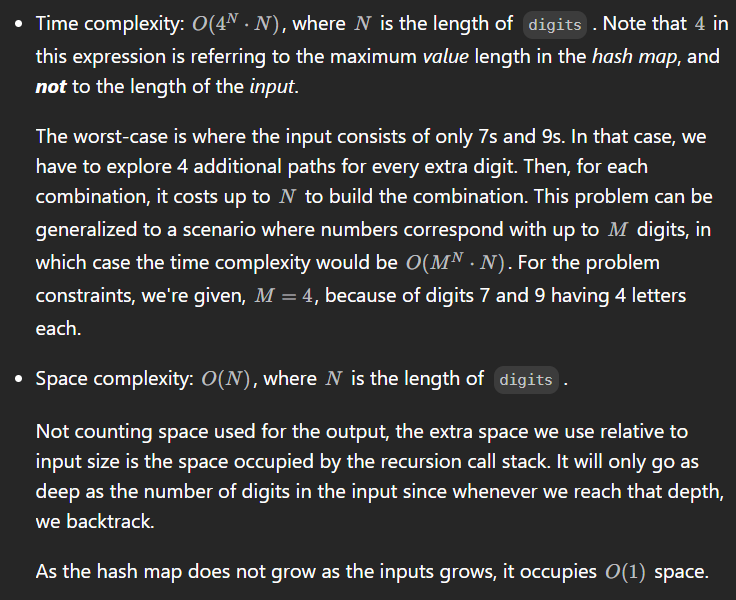 • Time complexity: O(4^N · N), where N is the length of digits . Note that 4 in
this expression is referring to the maximum value length in the hash map, and
not to the length of the input.
The worst-case is where the input consists of only 7s and 9s. In that case, we
have to explore 4 additional paths for every extra digit. Then, for each
combination, it costs up to N to build the combination. This problem can be
generalized to a scenario where numbers correspond with up to M digits, in
which case the time complexity would be O(M^N · N). For the problem
constraints, we're given, M = 4, because of digits 7 and 9 having 4 letters
each.
• Space complexity: O(N), where N is the length of digits .
Not counting space used for the output, the extra space we use relative to
input size is the space occupied by the recursion call stack. It will only go as
deep as the number of digits in the input since whenever we reach that depth,
we backtrack.
As the hash map does not grow as the inputs grows, it occupies O(1) space.